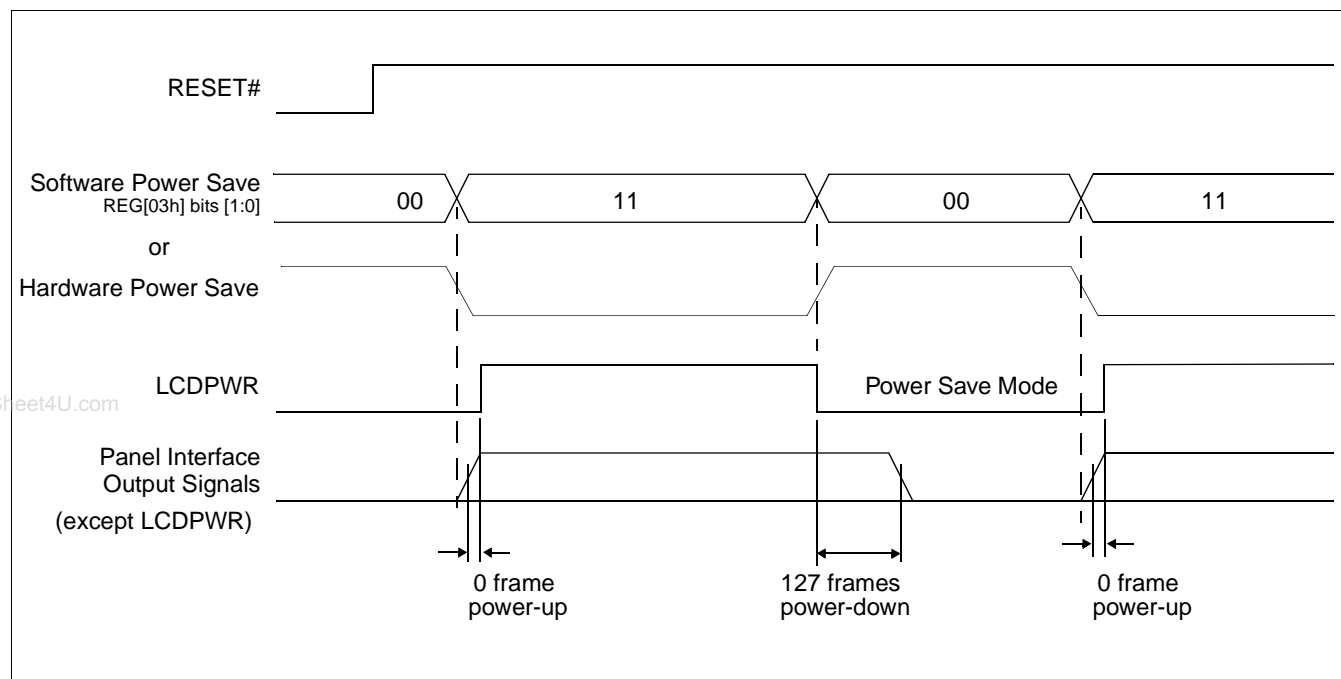 RESET#
Software Power Save
REG[03h] bits [1:0]
00
11
00
11
or
Hardware Power Save
LCDPWR
Power Save Mode
heet4U.com
Panel Interface
Output Signals
(except LCDPWR)
0 frame
power-up
127 frames
power-down
0 frame
power-up